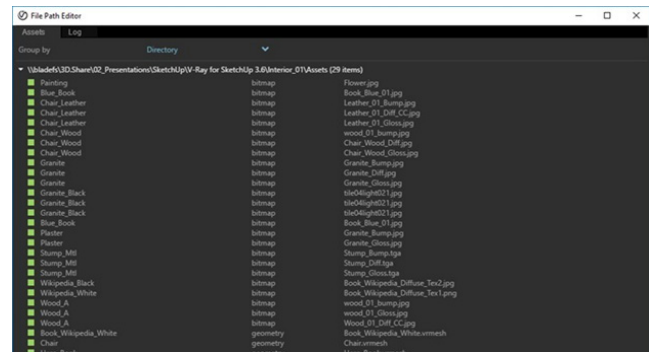 File Path Editor
Assets Log
Group by Directory
\\bladefs\3D.Share\02_Presentations\SketchUp\V-Ray for SketchUp 3.6\Interior_01\Assets (29 items)
Painting bitmap Flower.jpg
Blue_Book bitmap Book_Blue_01.jpg
Chair_Leather bitmap Leather_01_Bump.jpg
Chair_Leather bitmap Leather_01_Diff_CC.jpg
Chair_Leather bitmap Leather_01_Gloss.jpg
Chair_Wood bitmap wood_01_bump.jpg
Chair_Wood bitmap Chair_Wood_Diff.jpg
Chair_Wood bitmap Chair_Wood_Gloss.jpg
Granite bitmap Granite_Bump.jpg
Granite bitmap Granite_Diff.jpg
Granite bitmap Granite_Gloss.jpg
Granite_Black bitmap tile04light021.jpg
Granite_Black bitmap tile04light021.jpg
Granite_Black bitmap tile04light021.jpg
Blue_Book bitmap Book_Blue_01.jpg
Plaster bitmap Granite_Bump.jpg
Plaster bitmap Granite_Gloss.jpg
Stump_Mtl bitmap Stump_Bump.tga
Stump_Mtl bitmap Stump_Diff.tga
Stump_Mtl bitmap Stump_Gloss.tga
Wikipedia_Black bitmap Book_Wikipedia_Diffuse_Tex2.jpg
Wikipedia_White bitmap Book_Wikipedia_Diffuse_Tex1.png
Wood_A bitmap wood_01_bump.jpg
Wood_A bitmap Wood_01_Gloss.jpg
Wood_A bitmap Wood_01_Diff_CC.jpg
Book_Wikipedia_White geometry Book_Wikipedia_White.vrmesh
Chair geometry Chair.vrmesh